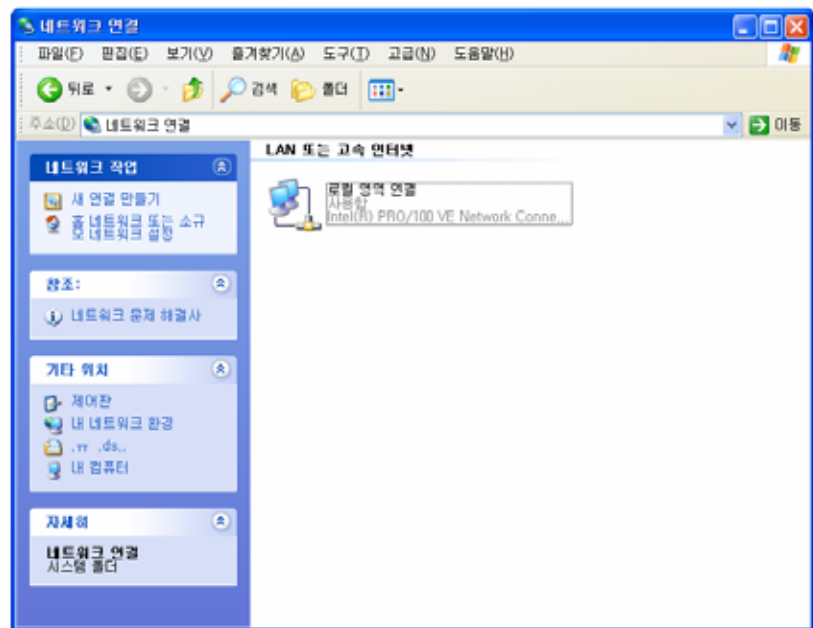 네트워크 연결
파일(F) 편집(E) 보기(V) 즐겨찾기(A) 도구(T) 고급(N) 도움말(H)
뒤로 검색 폴더
주소(D) 네트워크 연결 이동
네트워크 작업
새 연결 만들기
홈 네트워크 또는 소규
모 네트워크 설정
참조:
네트워크 문제 해결사
기타 위치
제어판
내 네트워크 환경
내 컴퓨터
자세히
네트워크 연결
시스템 폴더
LAN 또는 고속 인터넷
로컬 영역 연결
사용함
Intel(R) PRO/100 VE Network Conne...